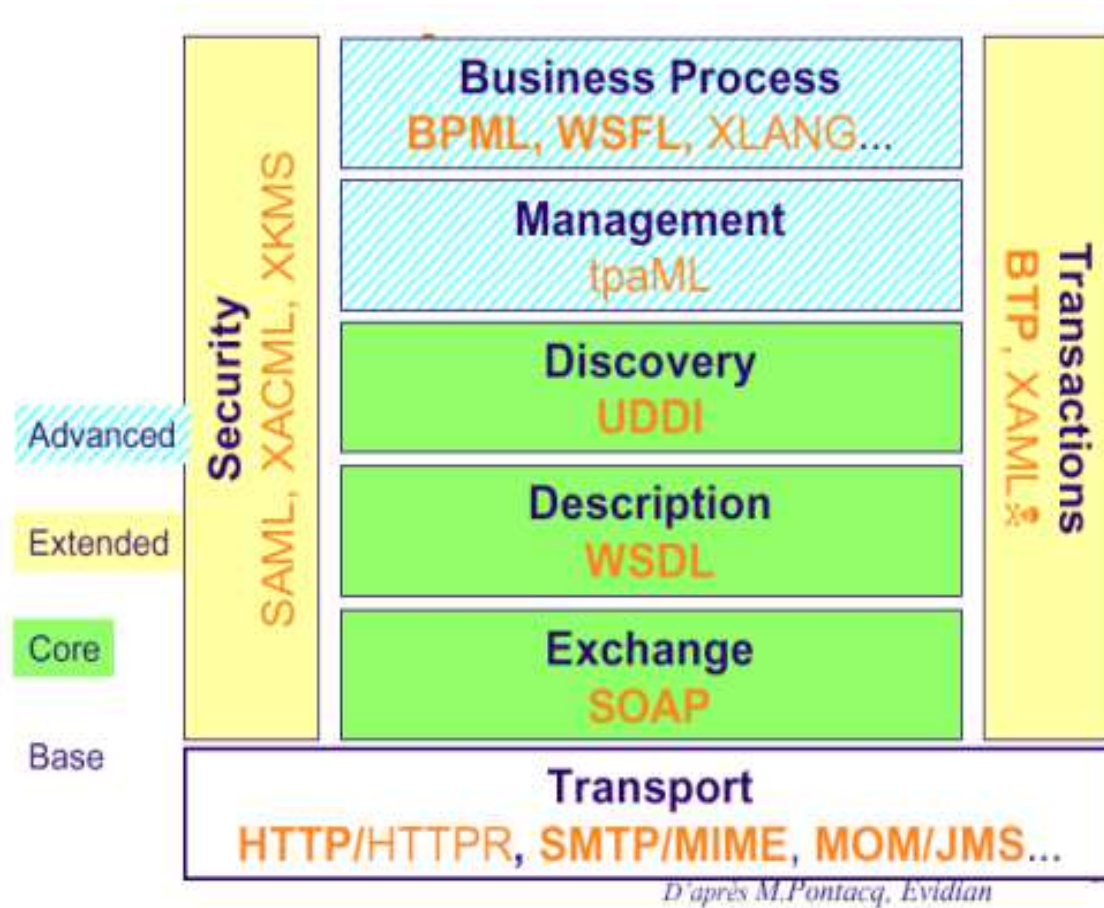 Business Process
BPML, WSFL, XLANG...
Management
tpaML
Discovery
UDDI
Description
WSDL
Exchange
SOAP
Transport
HTTP/HTTPR, SMTP/MIME, MOM/JMS...
Security
SAML, XACML, XKMS
Transactions
BTP, XAML
Advanced
Extended
Core
Base
D'après M.Pontacq, Evidian